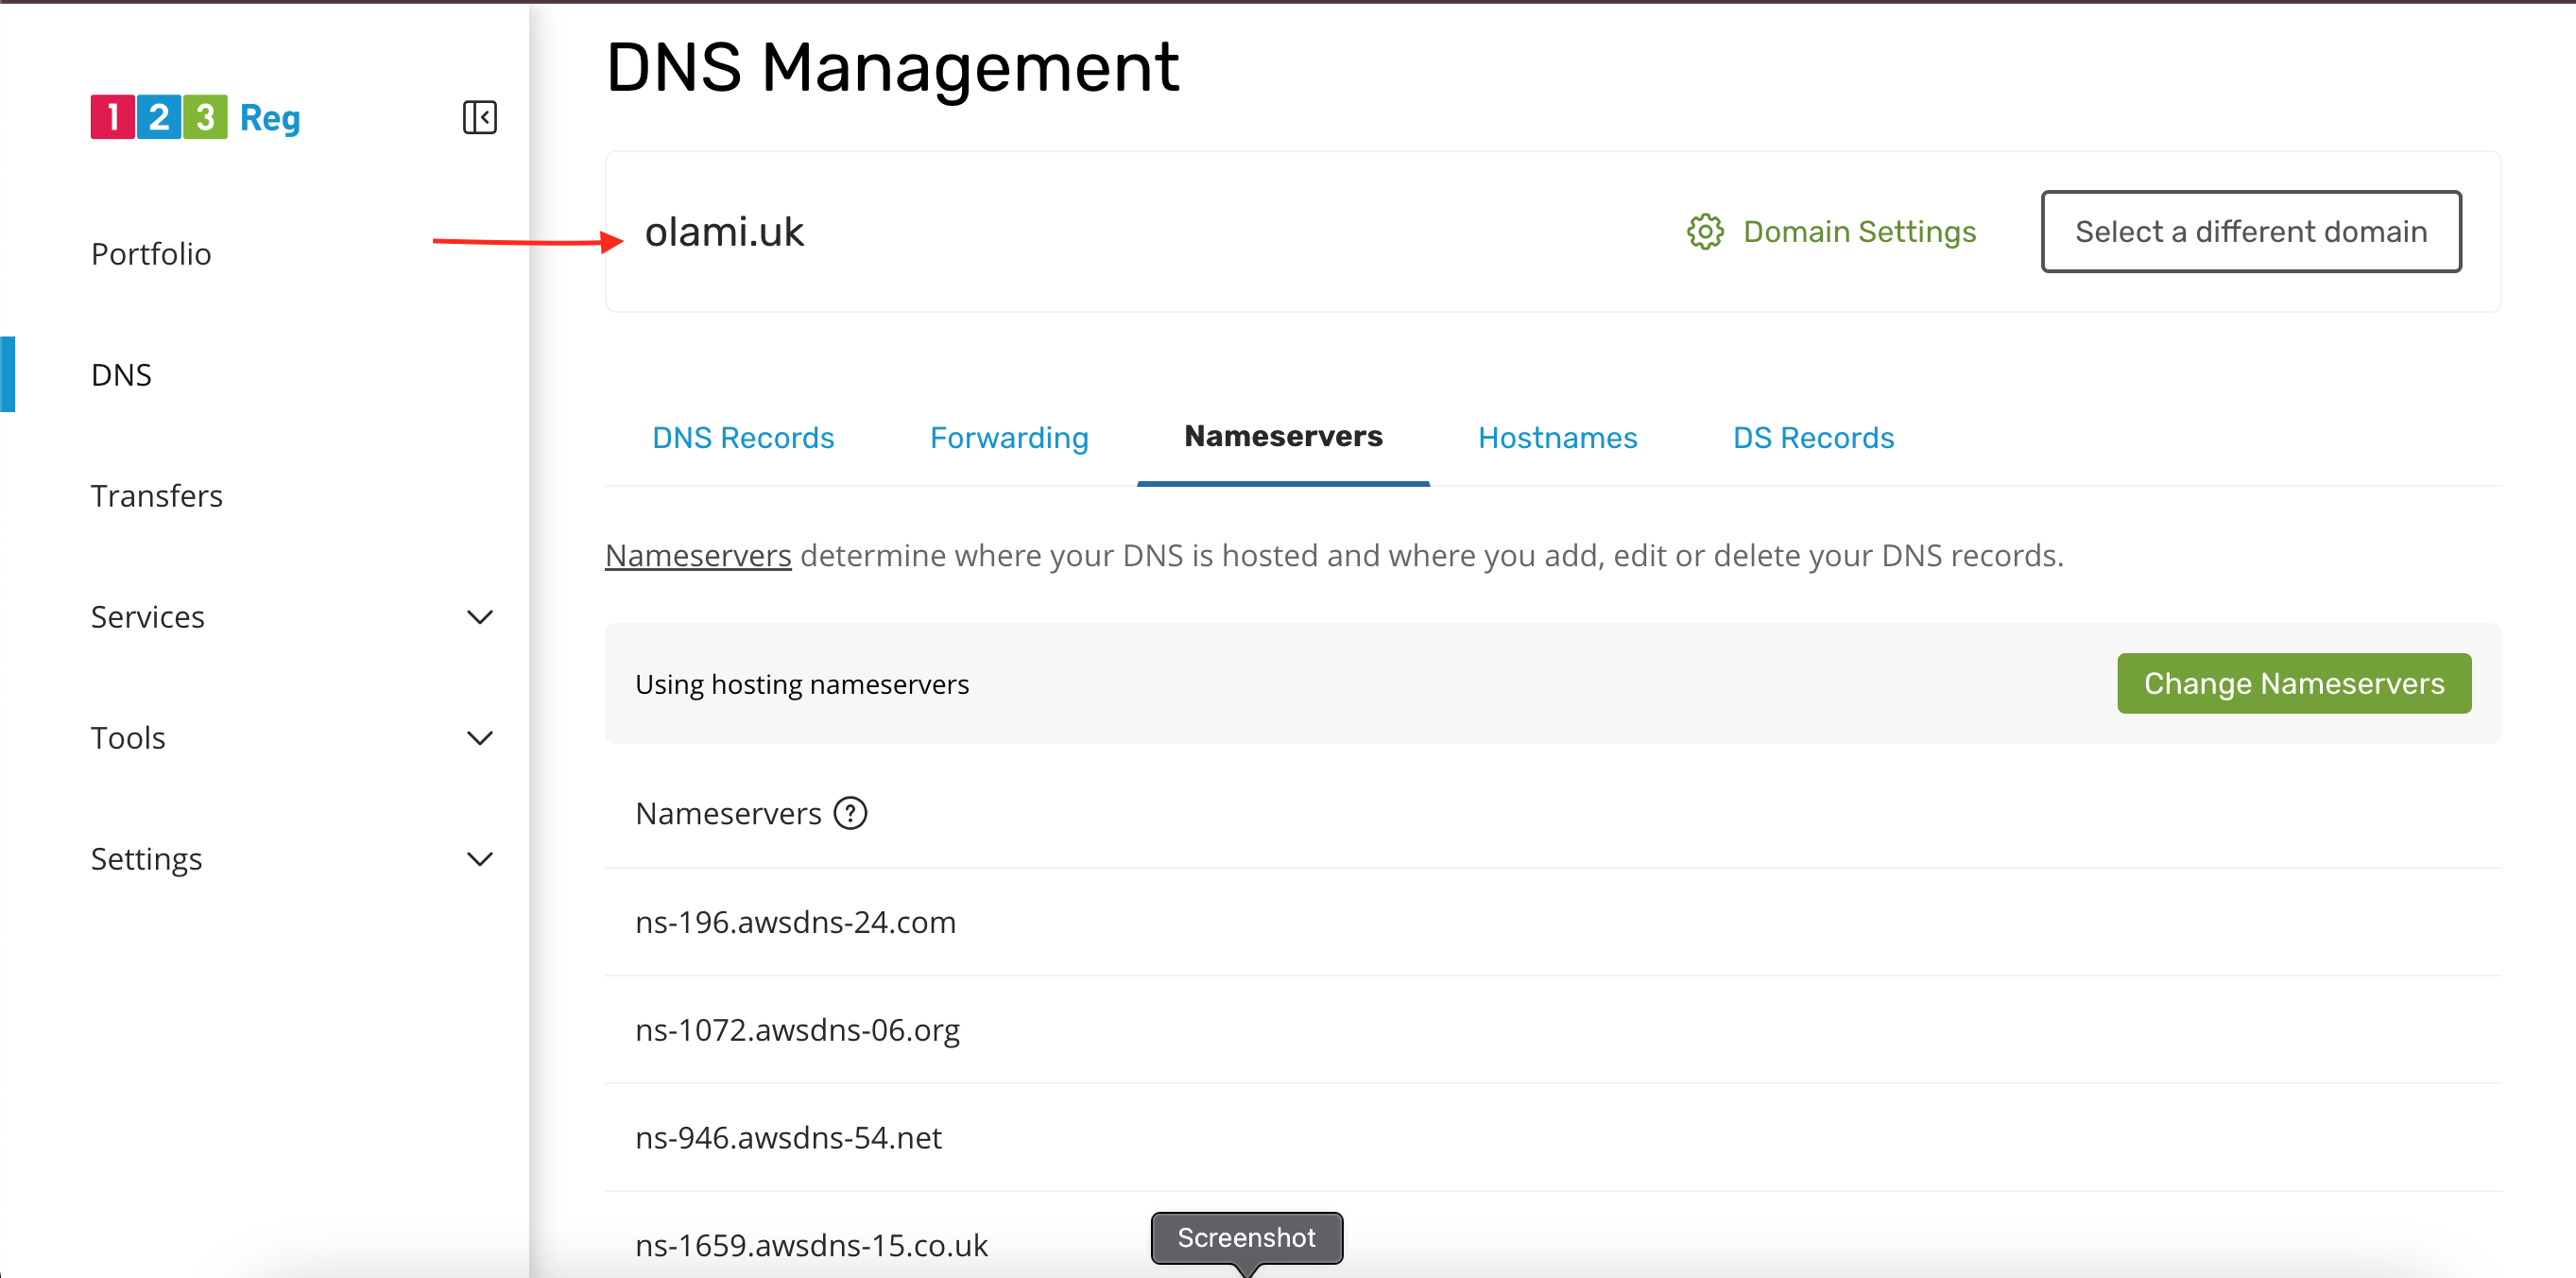 DNS Management
1 2 3 Reg
olami.uk
Domain Settings
Select a different domain
Portfolio
DNS
Transfers
Services
Tools
Settings
DNS Records
Forwarding
Nameservers
Hostnames
DS Records
Nameservers determine where your DNS is hosted and where you add, edit or delete your DNS records.
Using hosting nameservers
Change Nameservers
Nameservers ?
ns-196.awsdns-24.com
ns-1072.awsdns-06.org
ns-946.awsdns-54.net
ns-1659.awsdns-15.co.uk
Screenshot